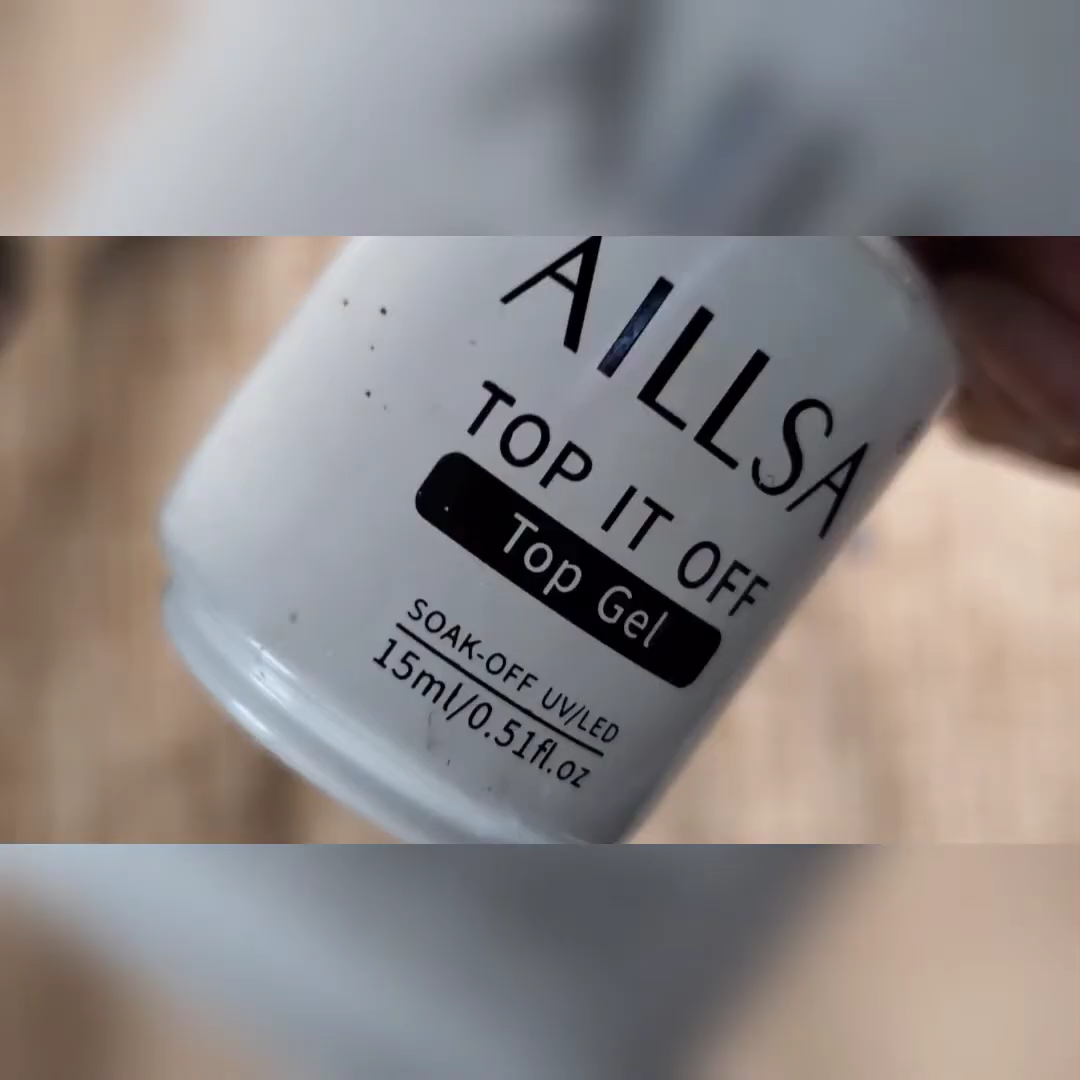 AILLSA
TOP IT OFF
Top Gel
SOAK-OFF UV/LED
15ml/0.51fl.oz